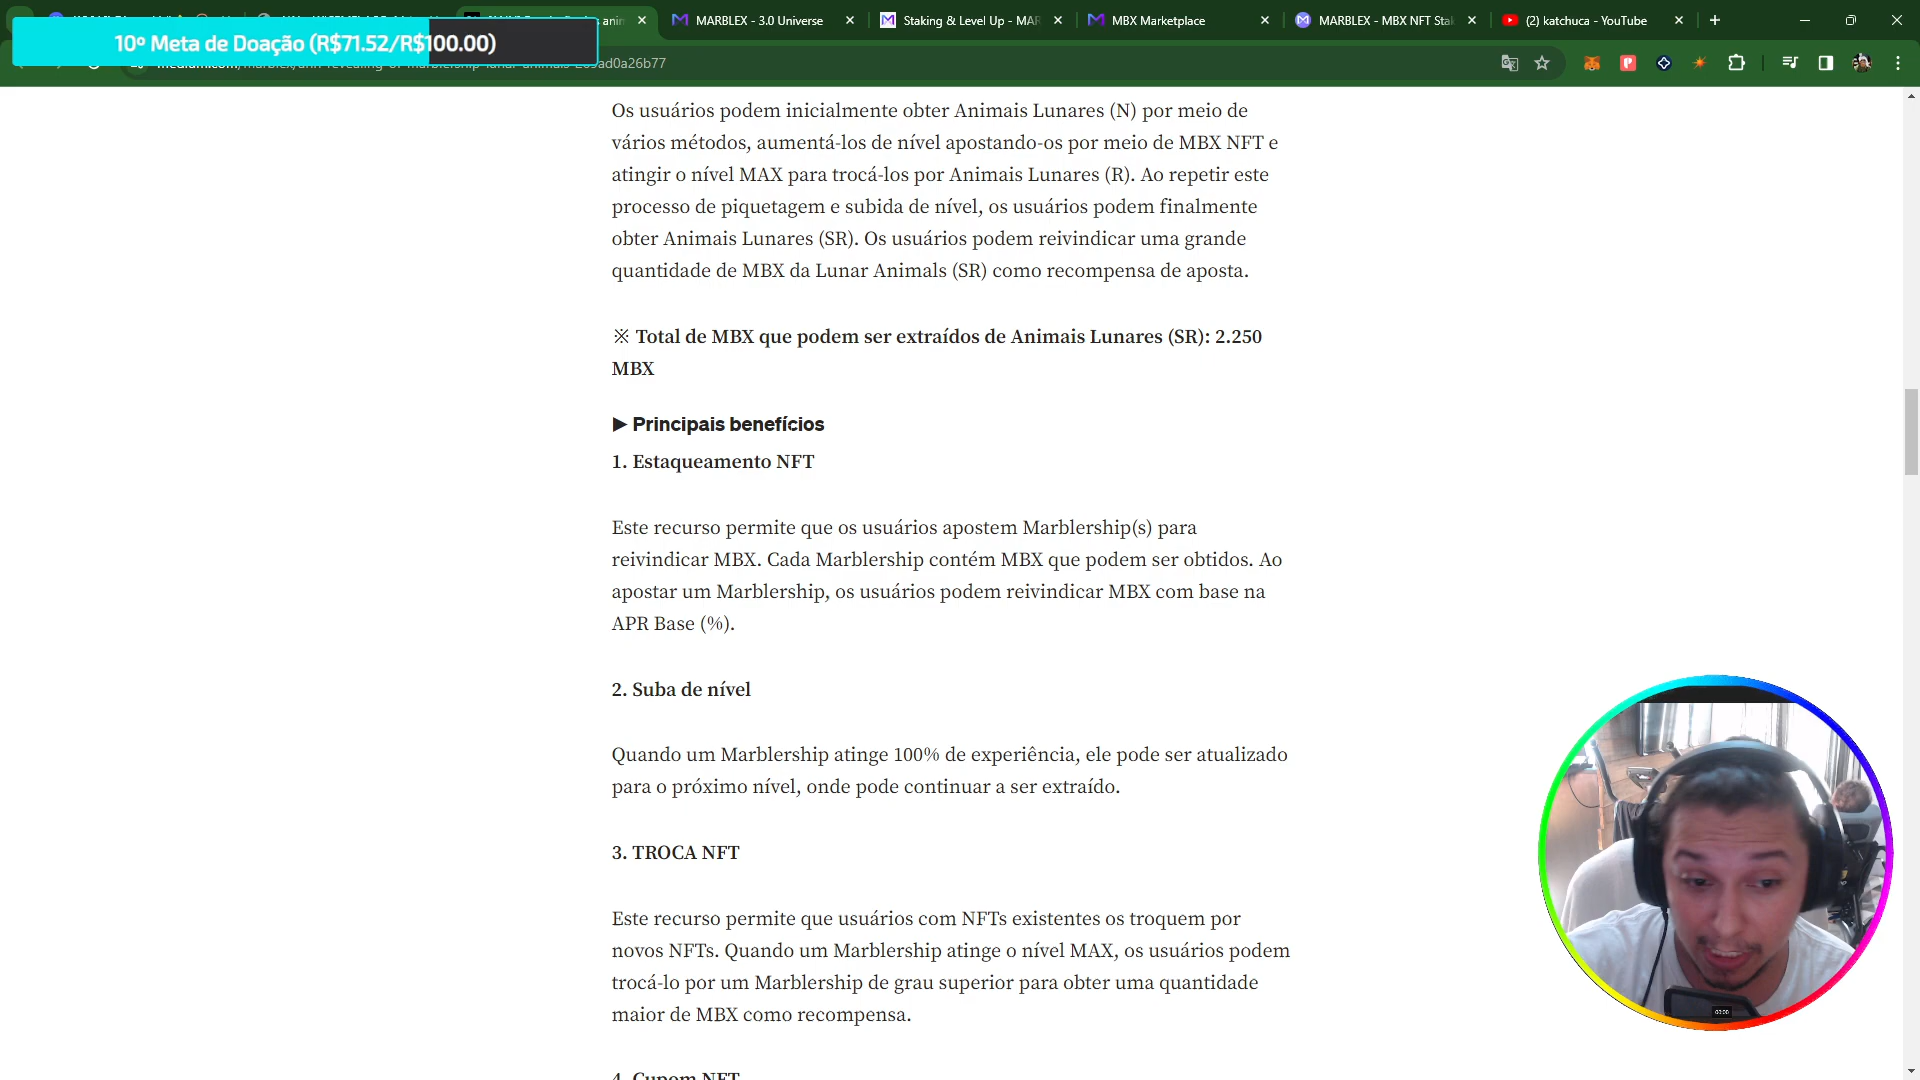 10º Meta de Doação (R$71.52/R$100.00)
MARBLEX - 3.0 Universe
Staking & Level Up - MAR
MBX Marketplace
MARBLEX - MBX NFT Sta
(2) katchuca - YouTube
Os usuários podem inicialmente obter Animais Lunares (N) por meio de
vários métodos, aumentá-los de nível apostando-os por meio de MBX NFT e
atingir o nível MAX para trocá-los por Animais Lunares (R). Ao repetir este
processo de piquetagem e subida de nível, os usuários podem finalmente
obter Animais Lunares (SR). Os usuários podem reivindicar uma grande
quantidade de MBX da Lunar Animals (SR) como recompensa de aposta.
※ Total de MBX que podem ser extraídos de Animais Lunares (SR): 2.250
MBX
▶ Principais benefícios
1. Estaqueamento NFT
Este recurso permite que os usuários apostem Marblership(s) para
reivindicar MBX. Cada Marblership contém MBX que podem ser obtidos. Ao
apostar um Marblership, os usuários podem reivindicar MBX com base na
APR Base (%).
2. Suba de nível
Quando um Marblership atinge 100% de experiência, ele pode ser atualizado
para o próximo nível, onde pode continuar a ser extraído.
3. TROCA NFT
Este recurso permite que usuários com NFTs existentes os troquem por
novos NFTs. Quando um Marblership atinge o nível MAX, os usuários podem
trocá-lo por um Marblership de grau superior para obter uma quantidade
maior de MBX como recompensa.
4. Cupom NFT
00:00